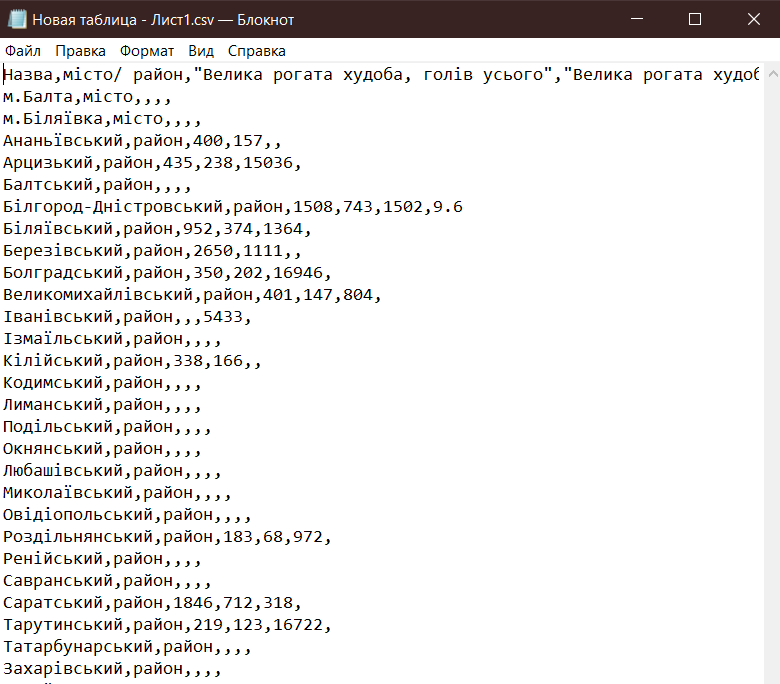 Новая таблица - Лист1.csv — Блокнот
Файл Правка Формат Вид Справка
Назва,місто/ район,"Велика рогата худоба, голів усього","Велика рогата худоб
м.Балта,місто,,,,
м.Біляївка,місто,,,,
Ананьївський,район,400,157,,
Арцизький,район,435,238,15036,
Балтський,район,,,,
Білгород-Дністровський,район,1508,743,1502,9.6
Біляївський,район,952,374,1364,
Березівський,район,2650,1111,,
Болградський,район,350,202,16946,
Великомихайлівський,район,401,147,804,
Іванівський,район,,,5433,
Ізмаїльський,район,,,,
Кілійський,район,338,166,,
Кодимський,район,,,,
Лиманський,район,,,,
Подільський,район,,,,
Окнянський,район,,,,
Любашівський,район,,,,
Миколаївський,район,,,,
Овідіопольський,район,,,,
Роздільнянський,район,183,68,972,
Ренійський,район,,,,
Савранський,район,,,,
Саратський,район,1846,712,318,
Тарутинський,район,219,123,16722,
Татарбунарський,район,,,,
Захарівський,район,,,,